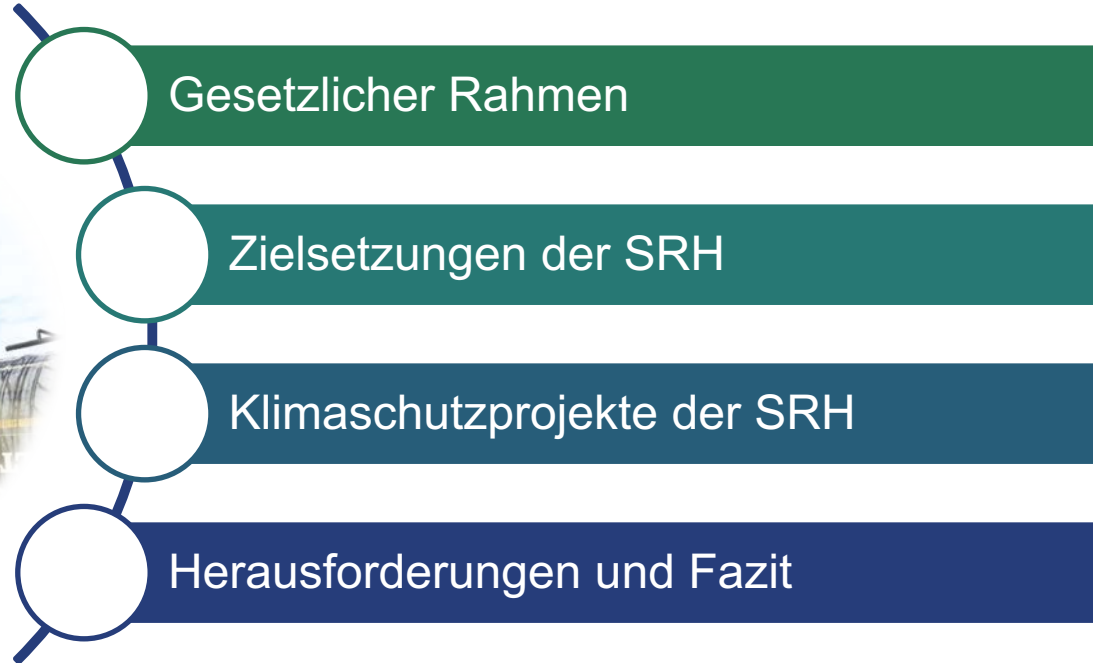 Gesetzlicher Rahmen
Zielsetzungen der SRH
Klimaschutzprojekte der SRH
Herausforderungen und Fazit